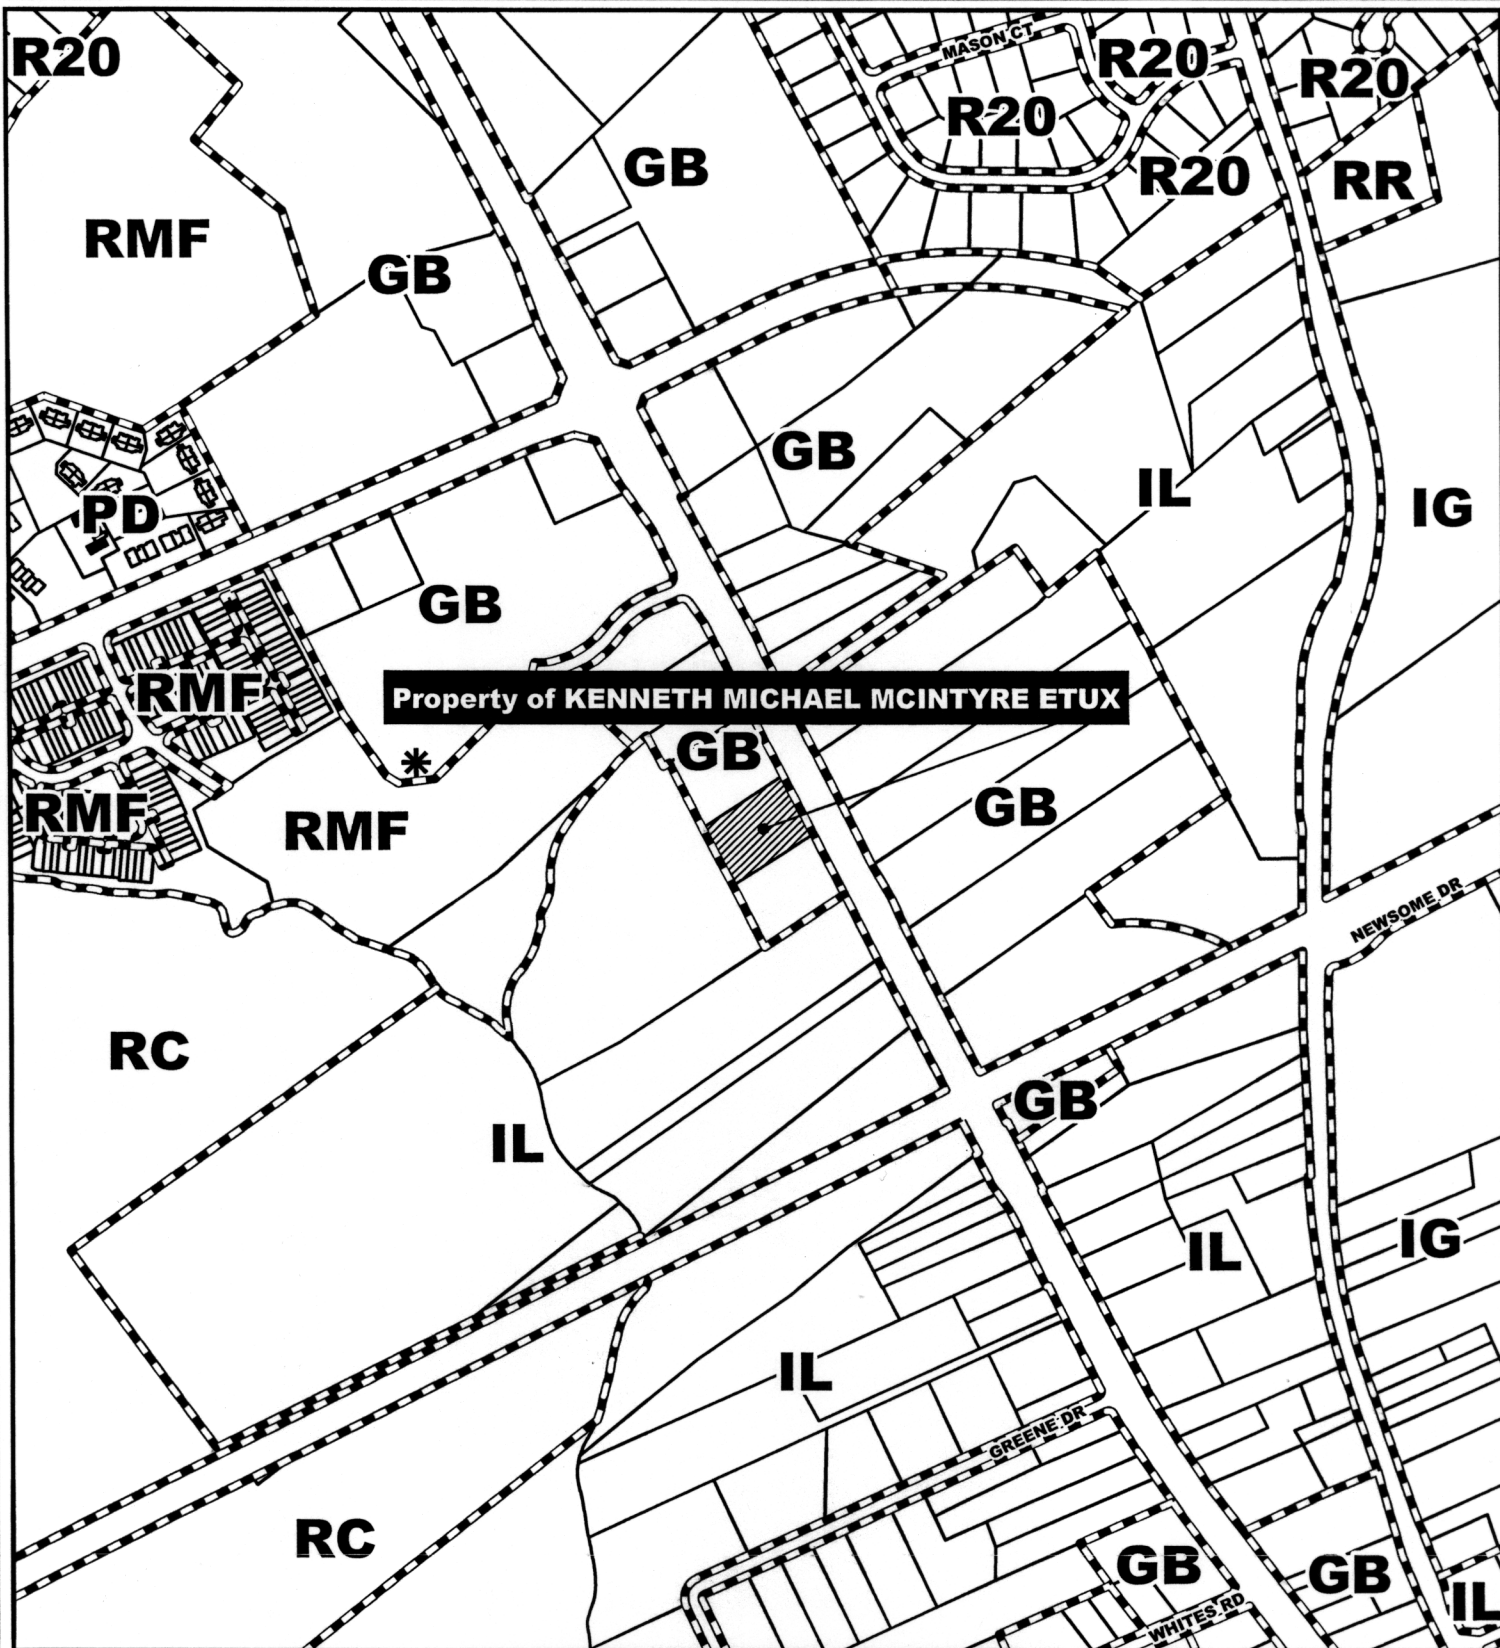 R20
MASON CT
R20
R20
R20
R20
RR
GB
RMF
GB
GB
IL
IG
PD
GB
RMF
Property of KENNETH MICHAEL MCINTYRE ETUX
GB
RMF
RMF
GB
NEWSOME DR
RC
GB
IL
IL
IG
IL
GREENE DR
RC
GB
GB
IL
WHITES RD